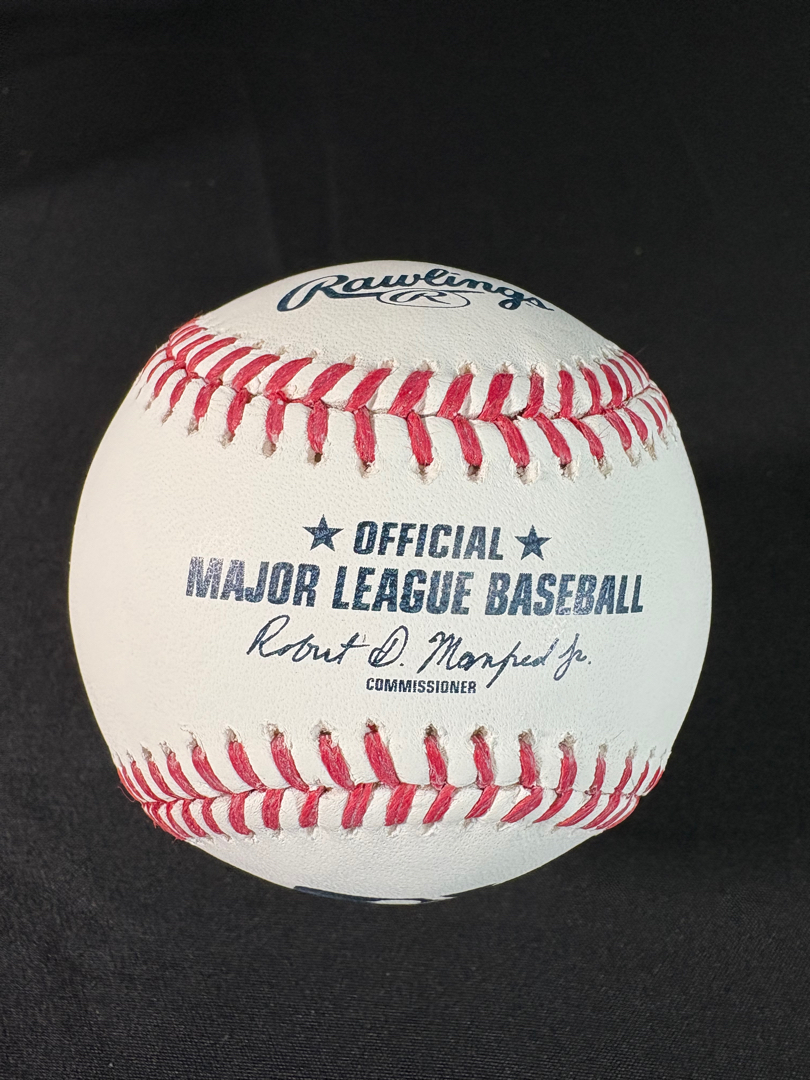 Rawlings
R
★ OFFICIAL ★
MAJOR LEAGUE BASEBALL
Robert D. Manfred Jr.
COMMISSIONER